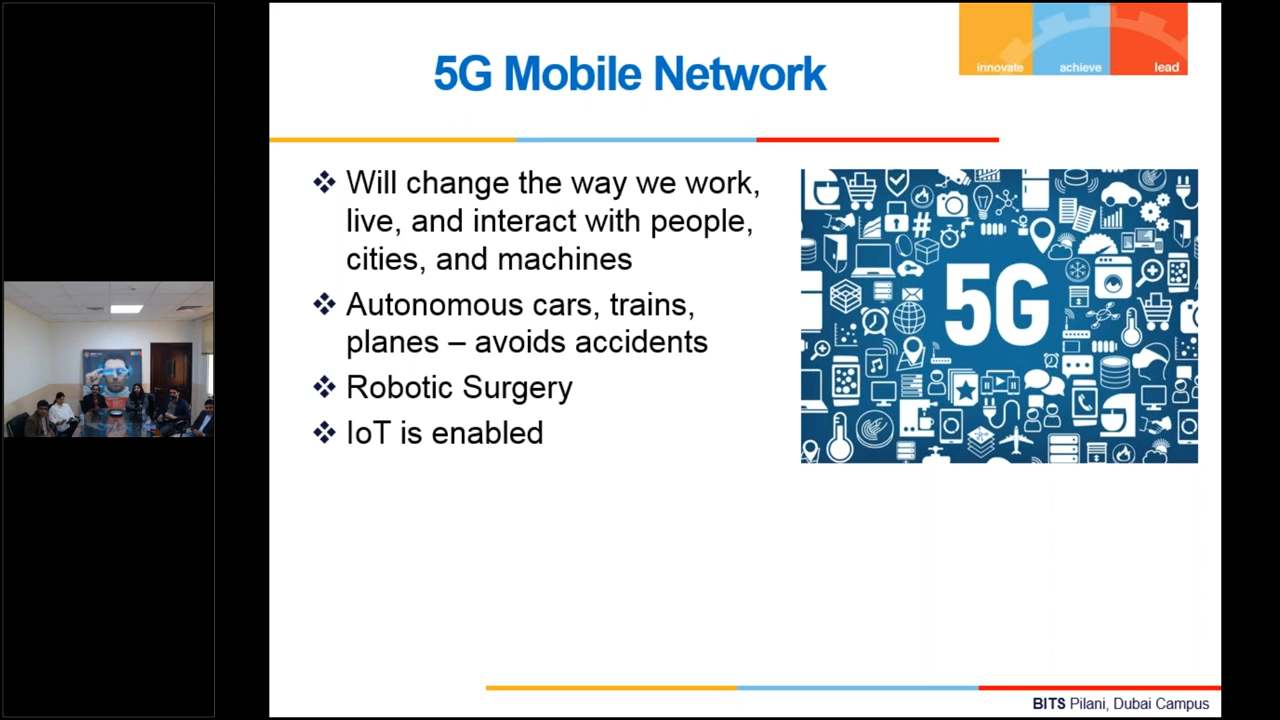 5G Mobile Network
innovate achieve lead
❖ Will change the way we work,
live, and interact with people,
cities, and machines
❖ Autonomous cars, trains,
planes – avoids accidents
❖ Robotic Surgery
❖ IoT is enabled
5G
#
BITS Pilani, Dubai Campus